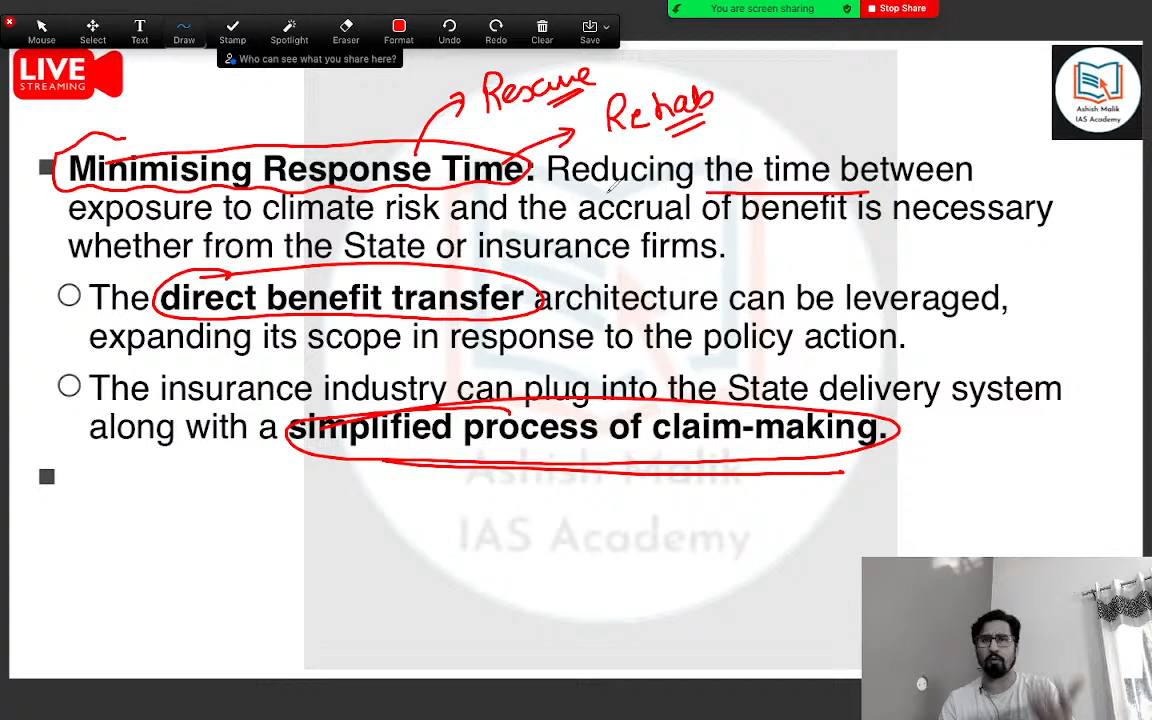 You are screen sharing
Stop Share
Mouse
Select
Text
Draw
Stamp
Spotlight
Eraser
Format
Undo
Redo
Clear
Save
Who can see what you share here?
LIVE
STREAMING
Ashish Malik
IAS Academy
Rescue
Rehab
Minimising Response Time: Reducing the time between
exposure to climate risk and the accrual of benefit is necessary
whether from the State or insurance firms.
The direct benefit transfer architecture can be leveraged,
expanding its scope in response to the policy action.
The insurance industry can plug into the State delivery system
along with a simplified process of claim-making.
Ashish Malik
IAS Academy